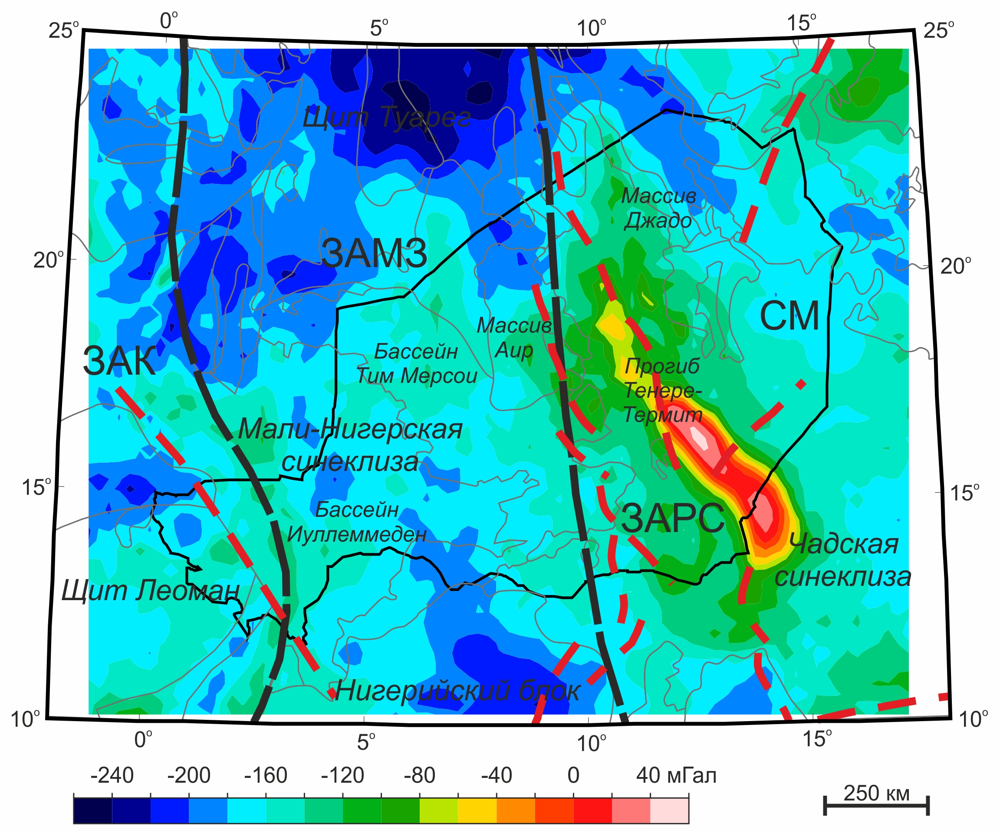 0°
5°
10°
15°
25°
25°
Щит Туарег
Массив
Джадо
ЗАМЗ
20°
20°
СМ
Массив
Аир
ЗАК
Бассейн
Тим Мерсои
Прогиб
Тенере-
Термит
Мали-Нигерская
синеклиза
15°
15°
Бассейн
Иуллеммеден
ЗАРС
Чадская
синеклиза
Щит Леоман
Нигерийский блок
10°
10°
0°
5°
10°
15°
-240 -200 -160 -120 -80 -40 0 40 мГал
250 км